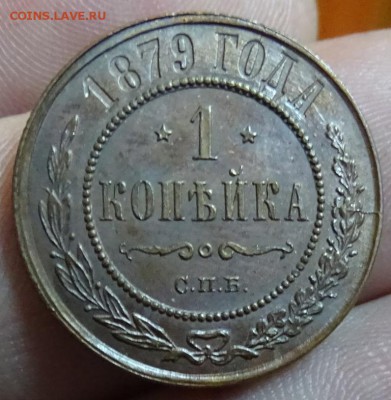 COINS.LAVE.RU
1879 ГОДА
1
КОПѢЙКА
С.П.Б.